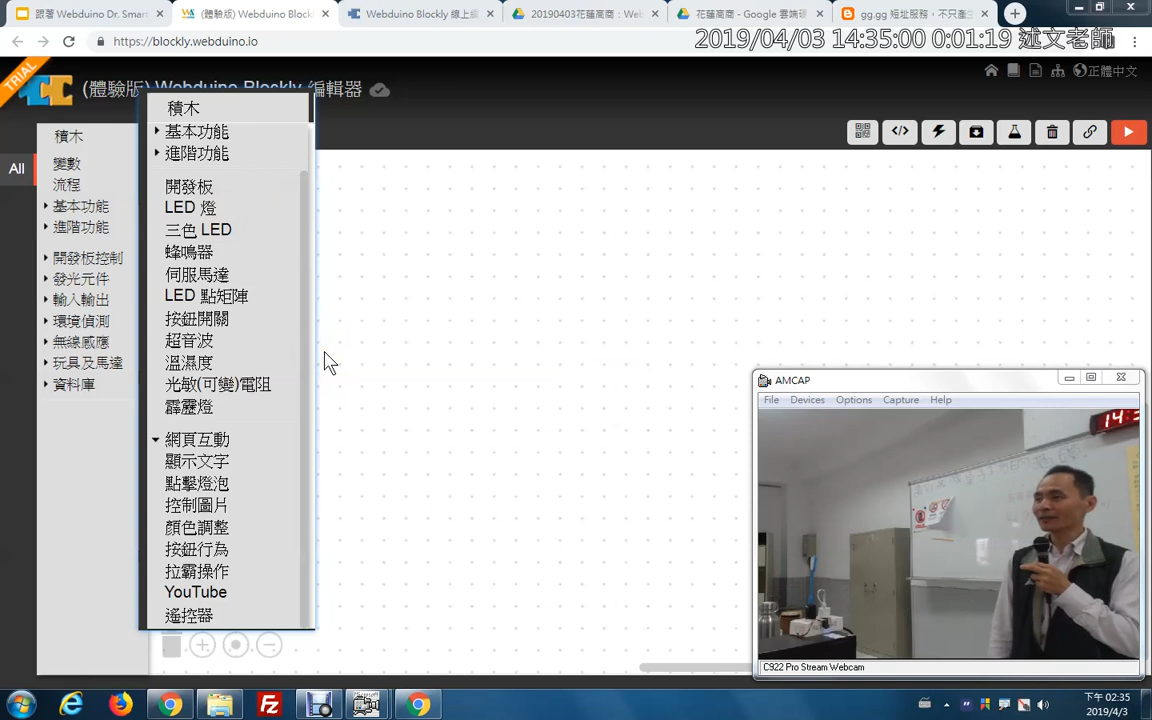 跟著 Webduino Dr. Smar
(體驗版) Webduino Block
Webduino Blockly 線上編
20190403花蓮高商：Web
花蓮高商 - Google 雲端硬
gg.gg 短址服務，不只產生
https://blockly.webduino.io
2019/04/03 14:35:00 0:01:19 述文老師
TRIAL
(體驗版) Webduino Blockly 編輯器
正體中文
All
積木
變數
流程
基本功能
進階功能
開發板控制
發光元件
輸入輸出
環境偵測
無線感應
玩具及馬達
資料庫
積木
基本功能
進階功能
開發板
LED 燈
三色 LED
蜂鳴器
伺服馬達
LED 點矩陣
按鈕開關
超音波
溫濕度
光敏(可變)電阻
霹靂燈
網頁互動
顯示文字
點擊燈泡
控制圖片
顏色調整
按鈕行為
拉霸操作
YouTube
遙控器
AMCAP
File Devices Options Capture Help
14:3
C922 Pro Stream Webcam
下午 02:35
2019/4/3